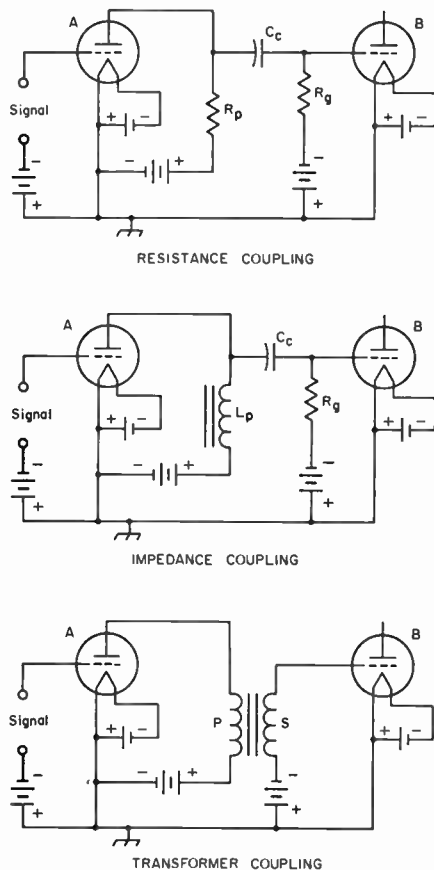 A
B
Cc
Signal
Rp
Rg
+ -
+ -
-
- +
-
+
+
RESISTANCE COUPLING
A
B
Cc
Signal
Lp
Rg
+ -
+ -
-
- +
-
+
+
IMPEDANCE COUPLING
A
B
Signal
P
S
+ -
+ -
-
- +
-
+
+
TRANSFORMER COUPLING